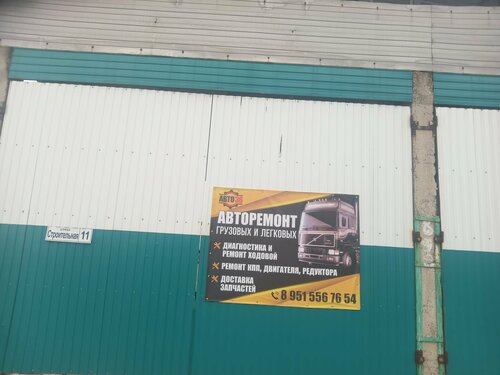 АВТО
АВТОРЕМОНТ
ГРУЗОВЫХ И ЛЕГКОВЫХ
ДИАГНОСТИКА И
РЕМОНТ ХОДОВОЙ
РЕМОНТ КПП, ДВИГАТЕЛЯ, РЕДУКТОРА
ДОСТАВКА
ЗАПЧАСТЕЙ
8 951 556 76 54
улица
Строительная 11